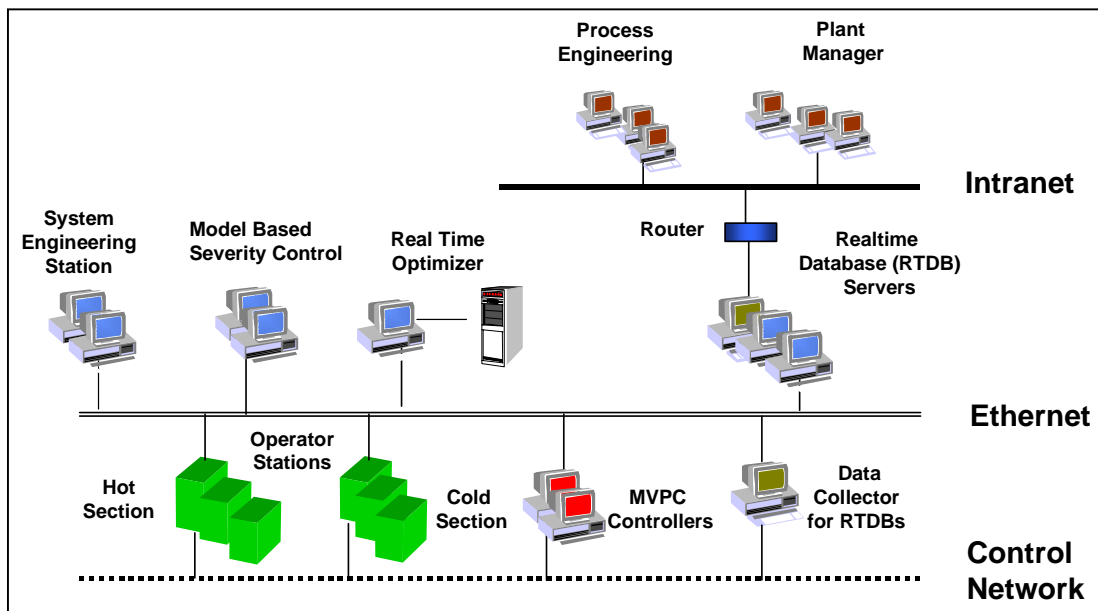 Process
Engineering
Plant
Manager
Intranet
System
Engineering
Station
Model Based
Severity Control
Real Time
Optimizer
Router
Realtime
Database (RTDB)
Servers
Ethernet
Operator
Stations
Hot
Section
Cold
Section
MVPC
Controllers
Data
Collector
for RTDBs
Control
Network